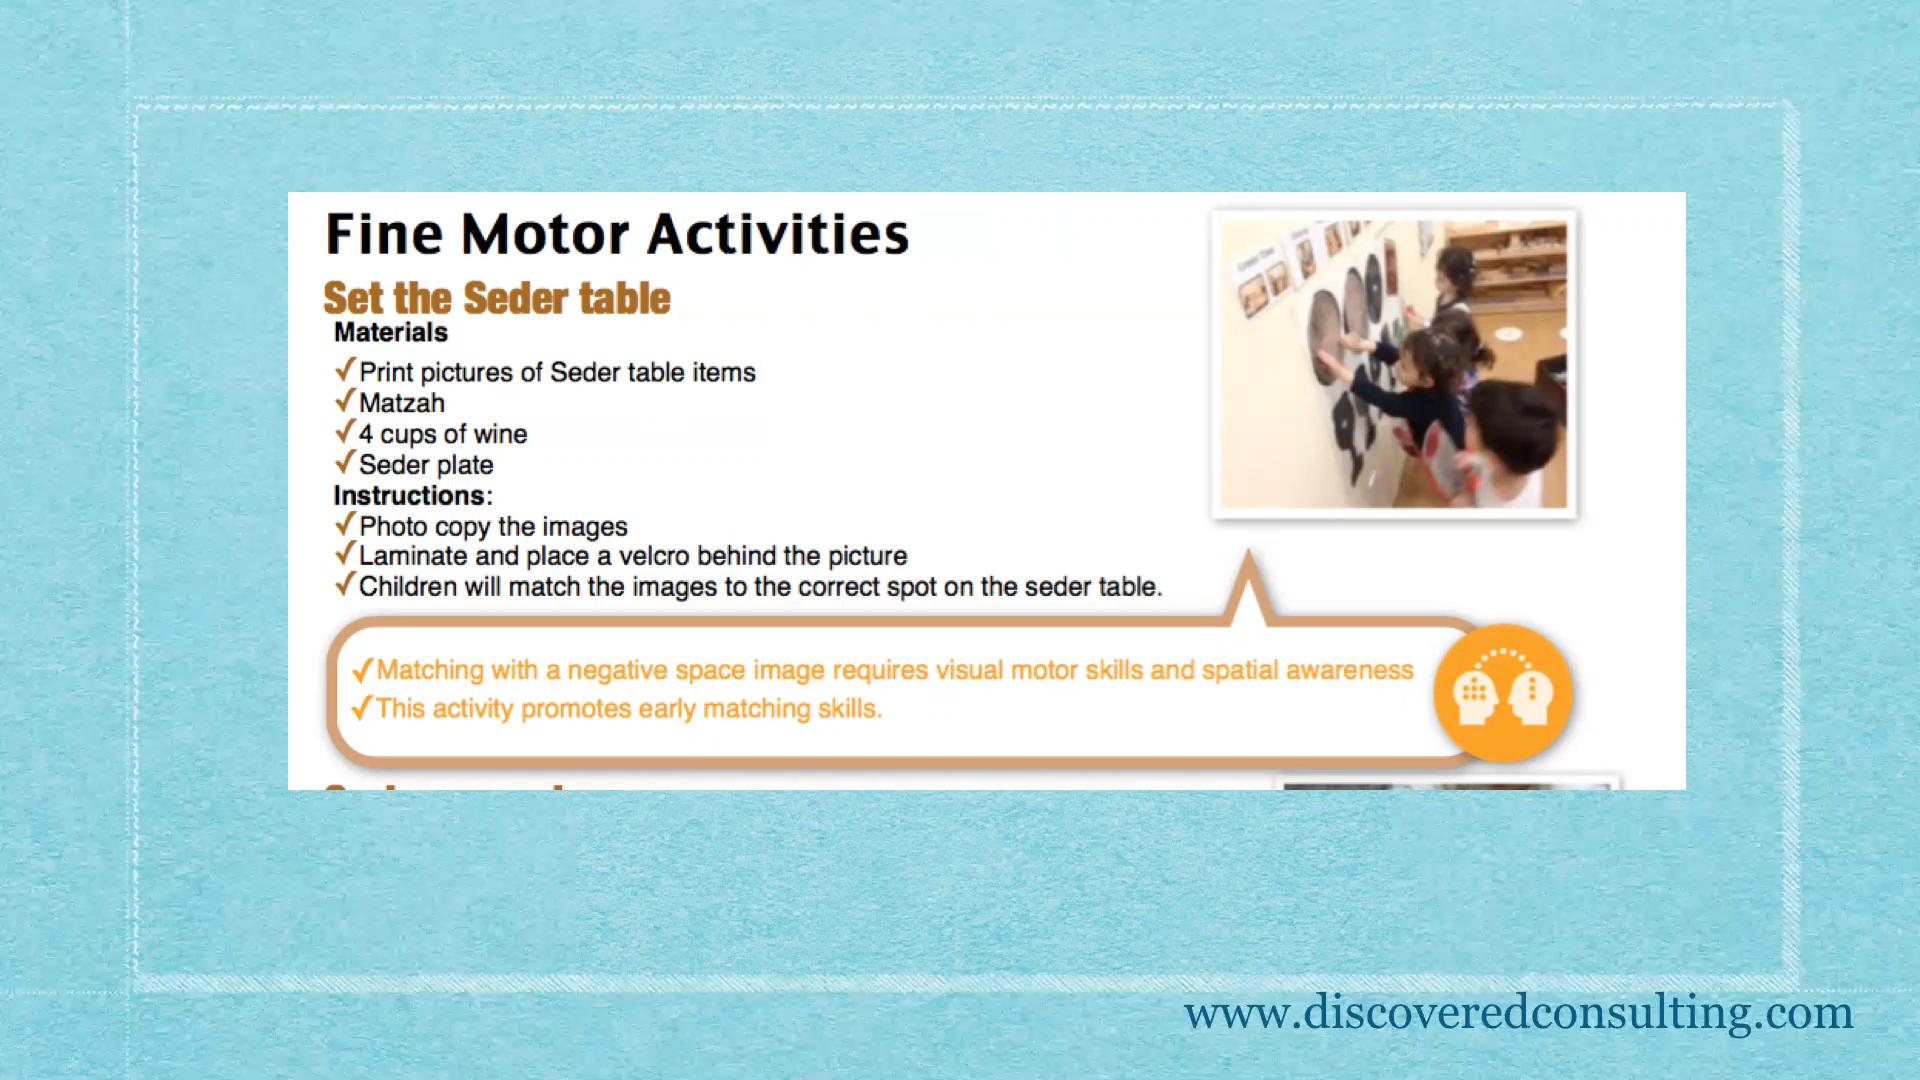 Fine Motor Activities
Set the Seder table
Materials
✓Print pictures of Seder table items
✓Matzah
✓4 cups of wine
✓Seder plate
Instructions:
✓Photo copy the images
✓Laminate and place a velcro behind the picture
✓Children will match the images to the correct spot on the seder table.
✓Matching with a negative space image requires visual motor skills and spatial awareness
✓This activity promotes early matching skills.
www.discoveredconsulting.com